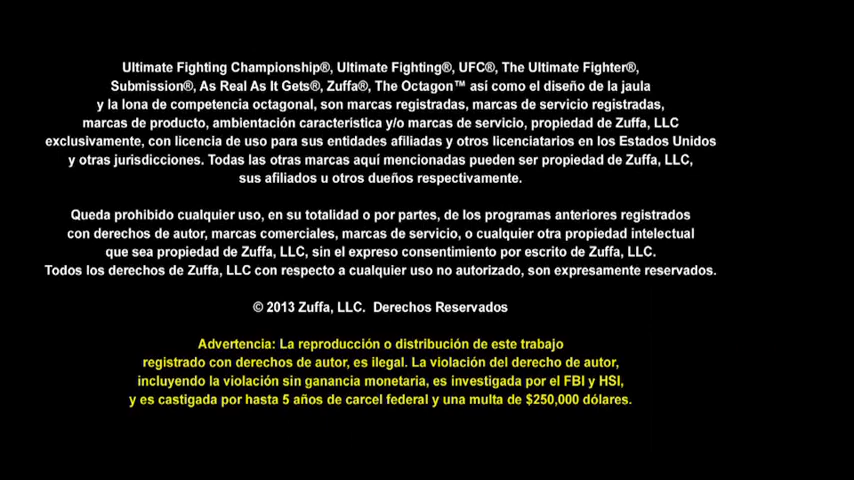 Ultimate Fighting Championship®, Ultimate Fighting®, UFC®, The Ultimate Fighter®,
Submission®, As Real As It Gets®, Zuffa®, The Octagon™ así como el diseño de la jaula
y la lona de competencia octagonal, son marcas registradas, marcas de servicio registradas,
marcas de producto, ambientación característica y/o marcas de servicio, propiedad de Zuffa, LLC
exclusivamente, con licencia de uso para sus entidades afiliadas y otros licenciatarios en los Estados Unidos
y otras jurisdicciones. Todas las otras marcas aquí mencionadas pueden ser propiedad de Zuffa, LLC,
sus afiliados u otros dueños respectivamente.
Queda prohibido cualquier uso, en su totalidad o por partes, de los programas anteriores registrados
con derechos de autor, marcas comerciales, marcas de servicio, o cualquier otra propiedad intelectual
que sea propiedad de Zuffa, LLC, sin el expreso consentimiento por escrito de Zuffa, LLC.
Todos los derechos de Zuffa, LLC con respecto a cualquier uso no autorizado, son expresamente reservados.
© 2013 Zuffa, LLC. Derechos Reservados
Advertencia: La reproducción o distribución de este trabajo
registrado con derechos de autor, es ilegal. La violación del derecho de autor,
incluyendo la violación sin ganancia monetaria, es investigada por el FBI y HSI,
y es castigada por hasta 5 años de carcel federal y una multa de $250,000 dólares.